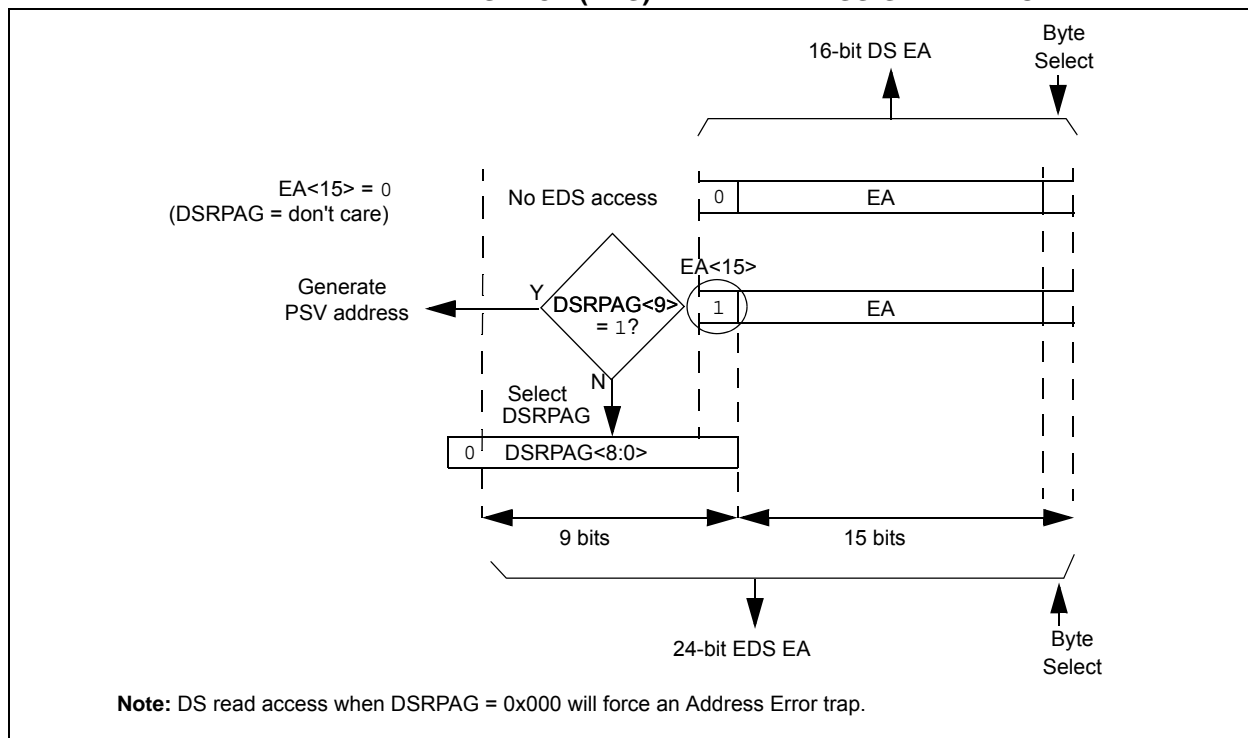 Byte
Select
16-bit DS EA
EA<15> = 0
(DSRPAG = don't care)
No EDS access
0
EA
EA<15>
Generate
PSV address
Y
DSRPAG<9>
= 1?
1
EA
N
Select
DSRPAG
0
DSRPAG<8:0>
9 bits
15 bits
24-bit EDS EA
Byte
Select
Note: DS read access when DSRPAG = 0x000 will force an Address Error trap.